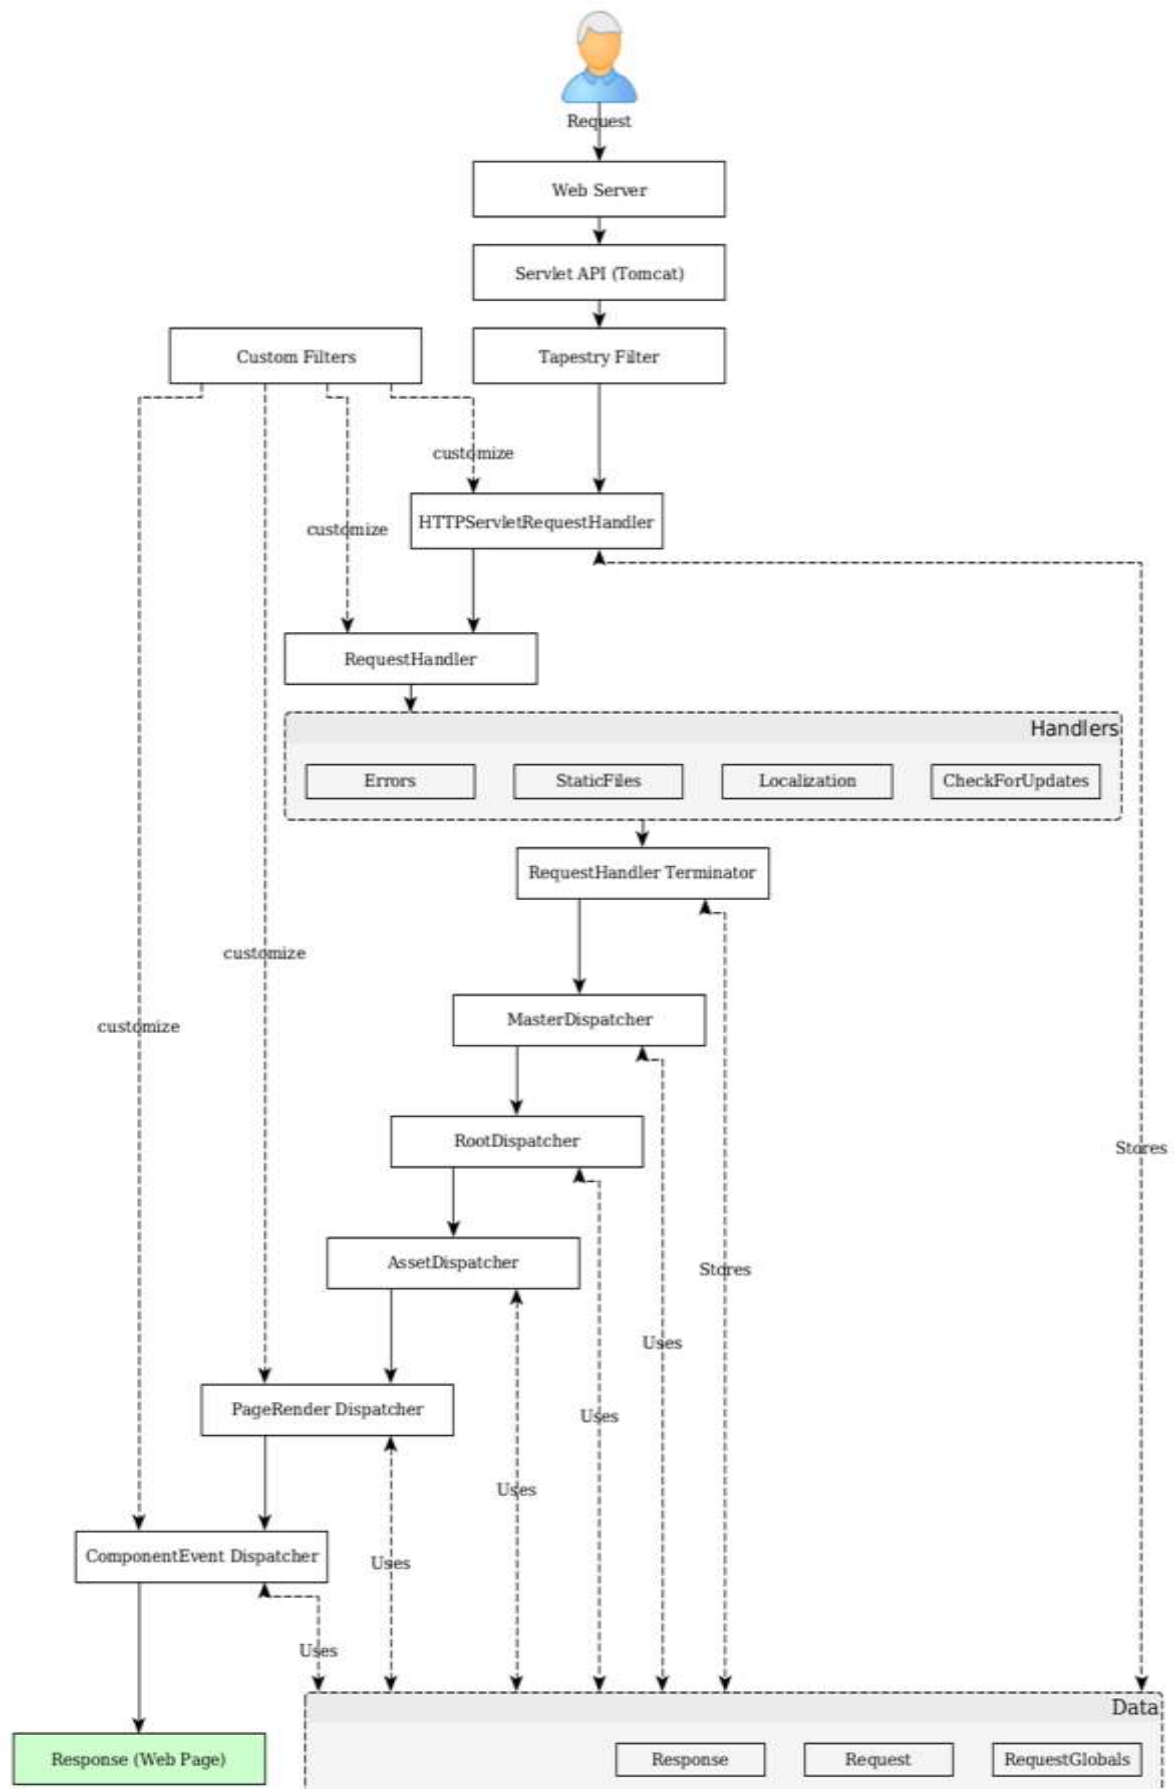 Request
Web Server
Servlet API (Tomcat)
Custom Filters
Tapestry Filter
customize
HTTPServletRequestHandler
customize
RequestHandler
Handlers
Errors
StaticFiles
Localization
CheckForUpdates
RequestHandler Terminator
customize
MasterDispatcher
customize
RootDispatcher
Stores
AssetDispatcher
Stores
Uses
PageRender Dispatcher
Uses
Uses
ComponentEvent Dispatcher
Uses
Uses
Data
Response (Web Page)
Response
Request
RequestGlobals